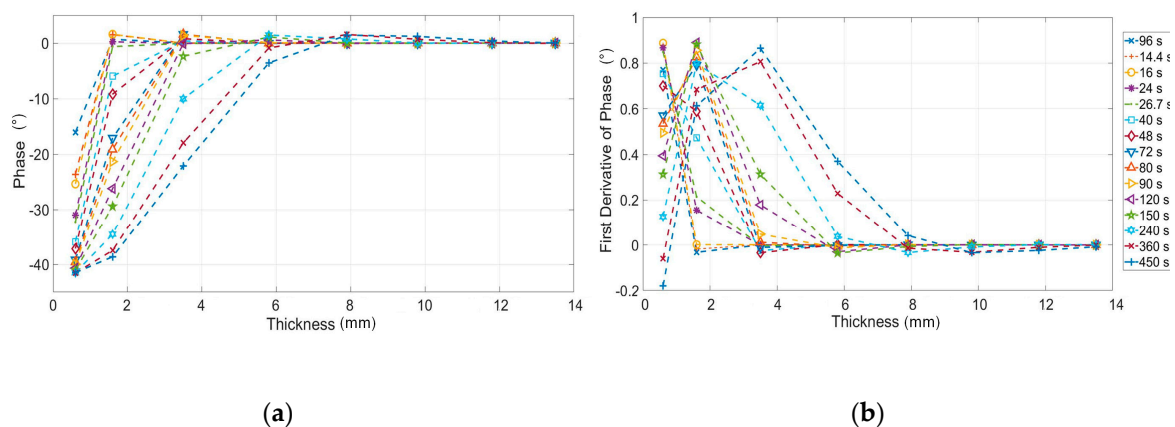 (a)
(b)
0
-10
-20
-30
-40
Phase (°)
0 2 4 6 8 10 12 14
Thickness (mm)
1
0.8
0.6
0.4
0.2
0
-0.2
First Derivative of Phase (°)
0 2 4 6 8 10 12 14
Thickness (mm)
96 s
14.4 s
16 s
24 s
26.7 s
40 s
48 s
72 s
80 s
90 s
120 s
150 s
240 s
360 s
450 s
(a)
(b)